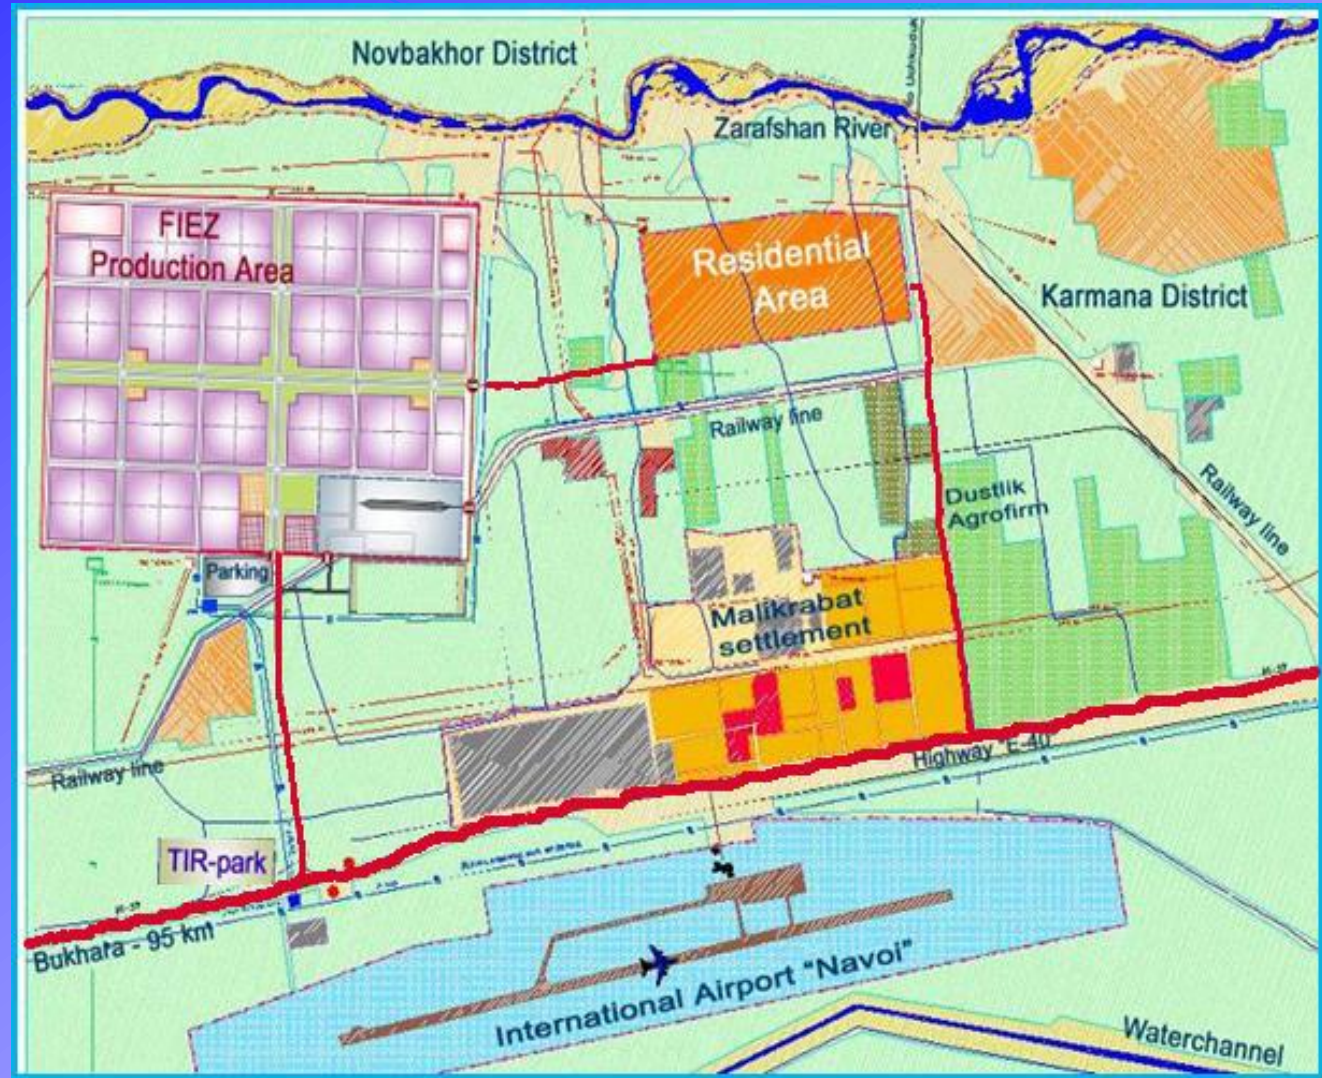 Novbakhor District
Uchkuduk
Zarafshan River
FIEZ
Production Area
Residential
Area
Karmana District
Railway line
Railway line
Dustlik
Agrofirm
Parking
Malikrabat
settlement
Railway line
Highway "E-40"
TIR-park
Bukhara - 95 km
International Airport "Navoi"
Waterchannel